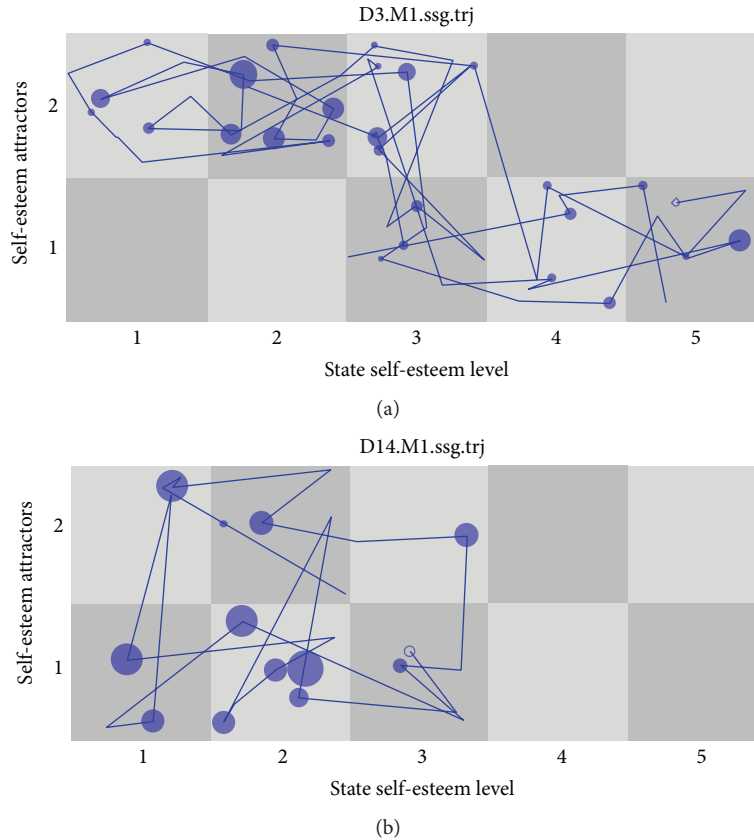 D3.M1.ssg.trj
Self-esteem attractors
2
1
1 2 3 4 5
State self-esteem level
(a)
D14.M1.ssg.trj
Self-esteem attractors
2
1
1 2 3 4 5
State self-esteem level
(b)